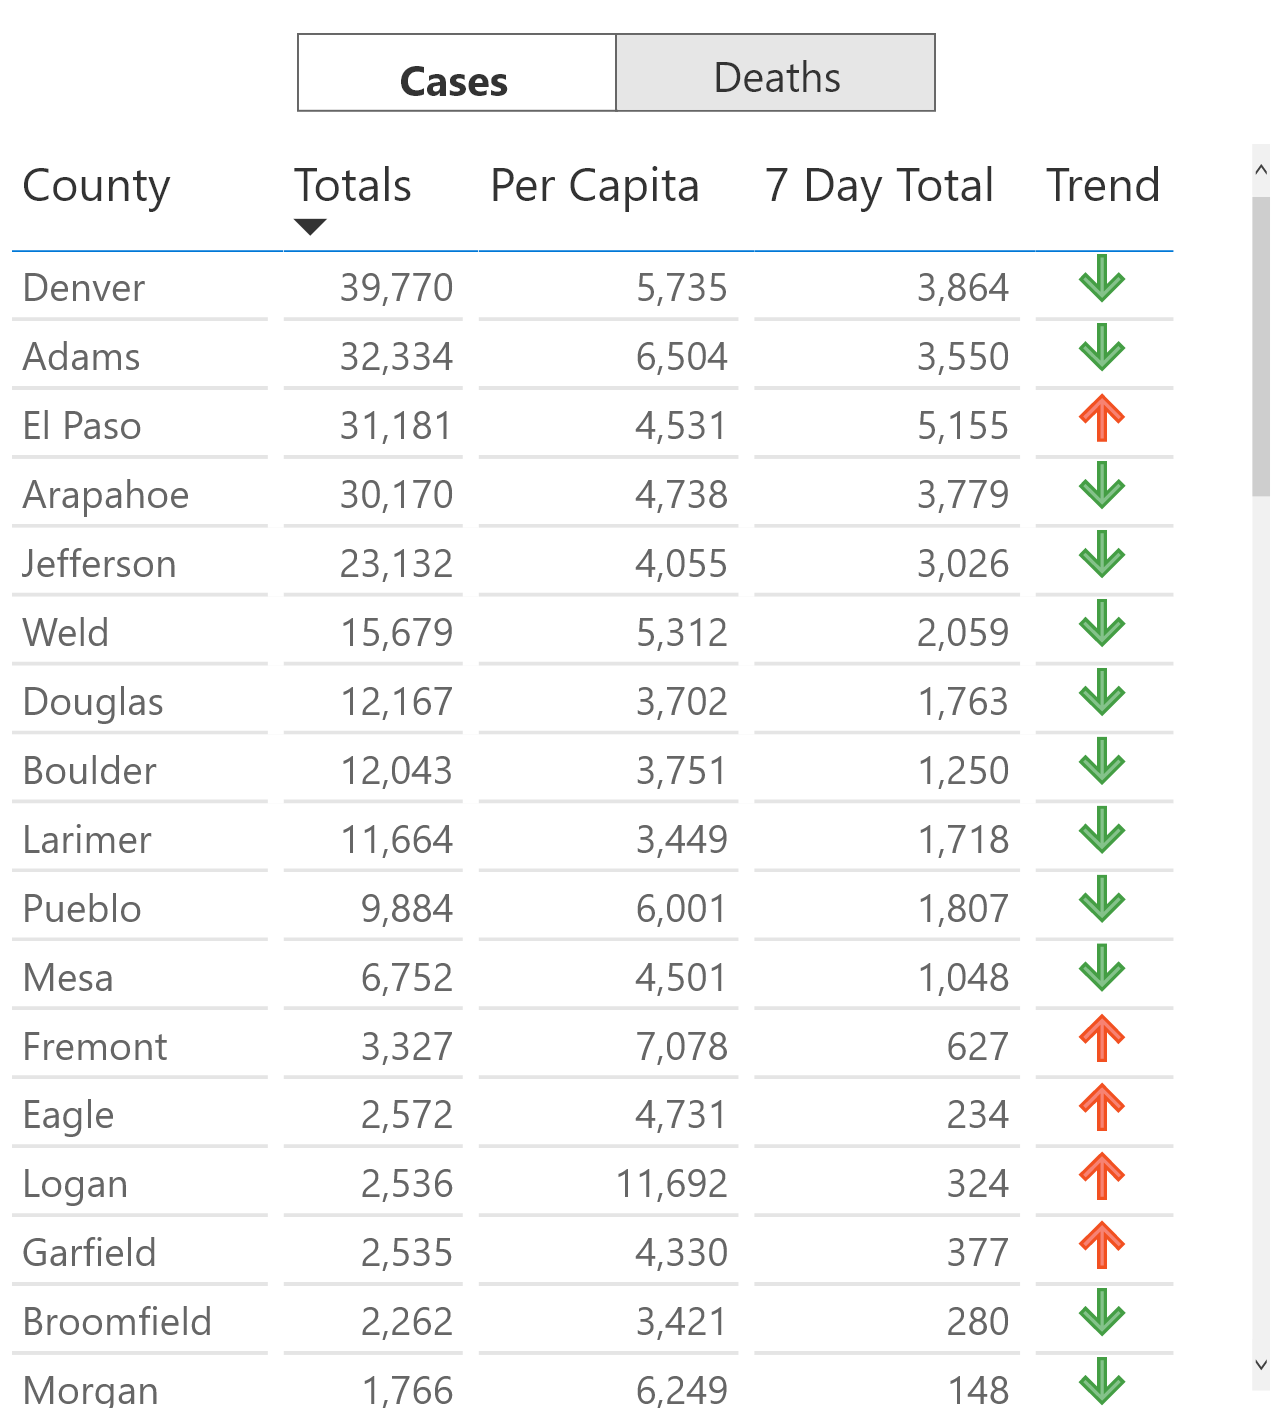 Cases Deaths
County Totals Per Capita 7 Day Total Trend
Denver 39,770 5,735 3,864
Adams 32,334 6,504 3,550
El Paso 31,181 4,531 5,155
Arapahoe 30,170 4,738 3,779
Jefferson 23,132 4,055 3,026
Weld 15,679 5,312 2,059
Douglas 12,167 3,702 1,763
Boulder 12,043 3,751 1,250
Larimer 11,664 3,449 1,718
Pueblo 9,884 6,001 1,807
Mesa 6,752 4,501 1,048
Fremont 3,327 7,078 627
Eagle 2,572 4,731 234
Logan 2,536 11,692 324
Garfield 2,535 4,330 377
Broomfield 2,262 3,421 280
Morgan 1,766 6,249 148